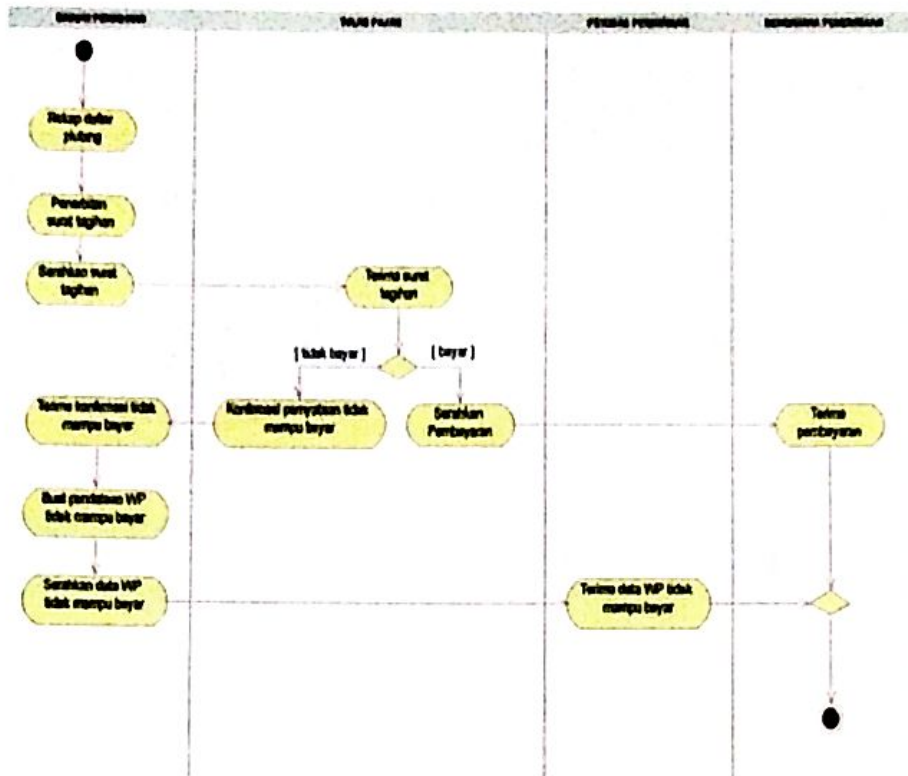 Rekap daftar
piutang
Penerbitan
surat tagihan
Serahkan surat
tagihan
Terima surat
tagihan
[ tidak bayar ]
[ bayar ]
Terima konfirmasi tidak
mampu bayar
Konfirmasi pernyataan tidak
mampu bayar
Serahkan
Pembayaran
Terima
pembayaran
Buat pendataan WP
tidak mampu bayar
Serahkan data WP
tidak mampu bayar
Terima data WP tidak
mampu bayar